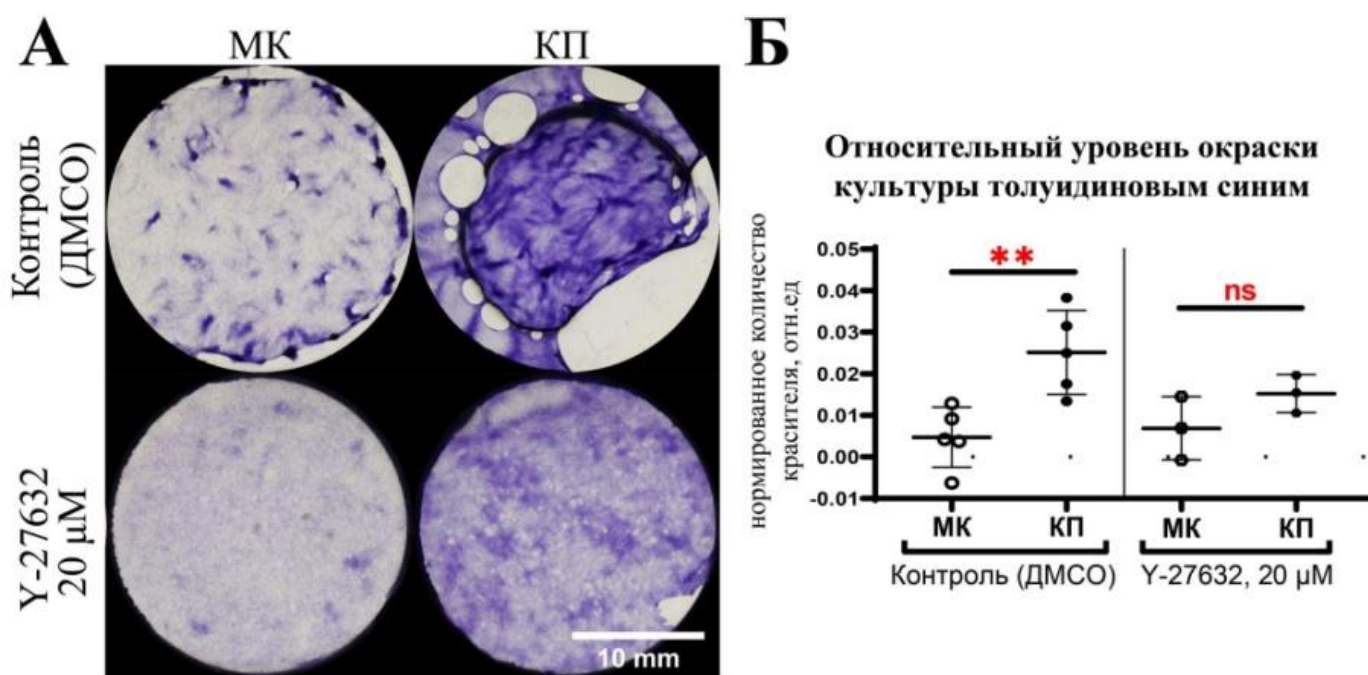 А
МК
КП
Контроль
(ДМСО)
Y-27632
20 µМ
10 mm
Б
Относительный уровень окраски
культуры толуидиновым синим
нормированное количество
красителя, отн.ед
0.05
0.04
0.03
0.02
0.01
0.00
-0.01
**
ns
МК
КП
МК
КП
Контроль (ДМСО)
Y-27632, 20 µM